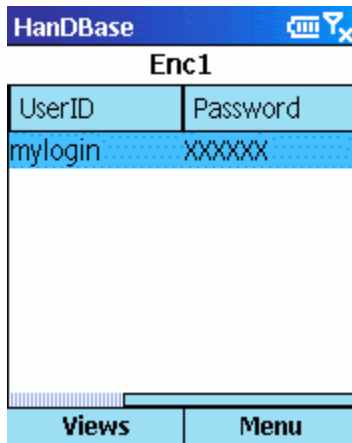 HanDBase
Enc1
UserID Password
mylogin XXXXXX
Views Menu